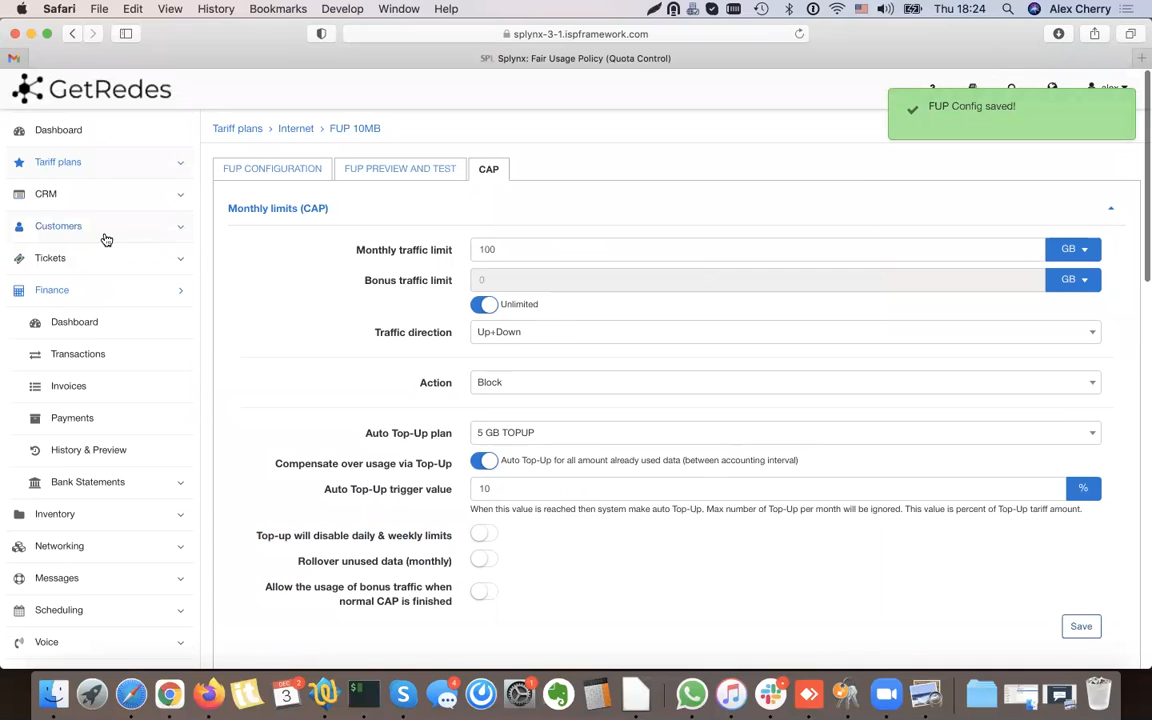 Safari File Edit View History Bookmarks Develop Window Help Thu 18:24 Alex Cherry
splynx-3-1.ispframework.com
SPL Splynx: Fair Usage Policy (Quota Control)
GetRedes
FUP Config saved!
Dashboard
Tariff plans
CRM
Customers
Tickets
Finance
Dashboard
Transactions
Invoices
Payments
History & Preview
Bank Statements
Inventory
Networking
Messages
Scheduling
Voice
Tariff plans > Internet > FUP 10MB
FUP CONFIGURATION FUP PREVIEW AND TEST CAP
Monthly limits (CAP)
Monthly traffic limit 100 GB
Bonus traffic limit 0 GB
Unlimited
Traffic direction Up+Down
Action Block
Auto Top-Up plan 5 GB TOPUP
Compensate over usage via Top-Up Auto Top-Up for all amount already used data (between accounting interval)
Auto Top-Up trigger value 10 %
When this value is reached then system make auto Top-Up. Max number of Top-Up per month will be ignored. This value is percent of Top-Up tariff amount.
Top-up will disable daily & weekly limits
Rollover unused data (monthly)
Allow the usage of bonus traffic when
normal CAP is finished
Save